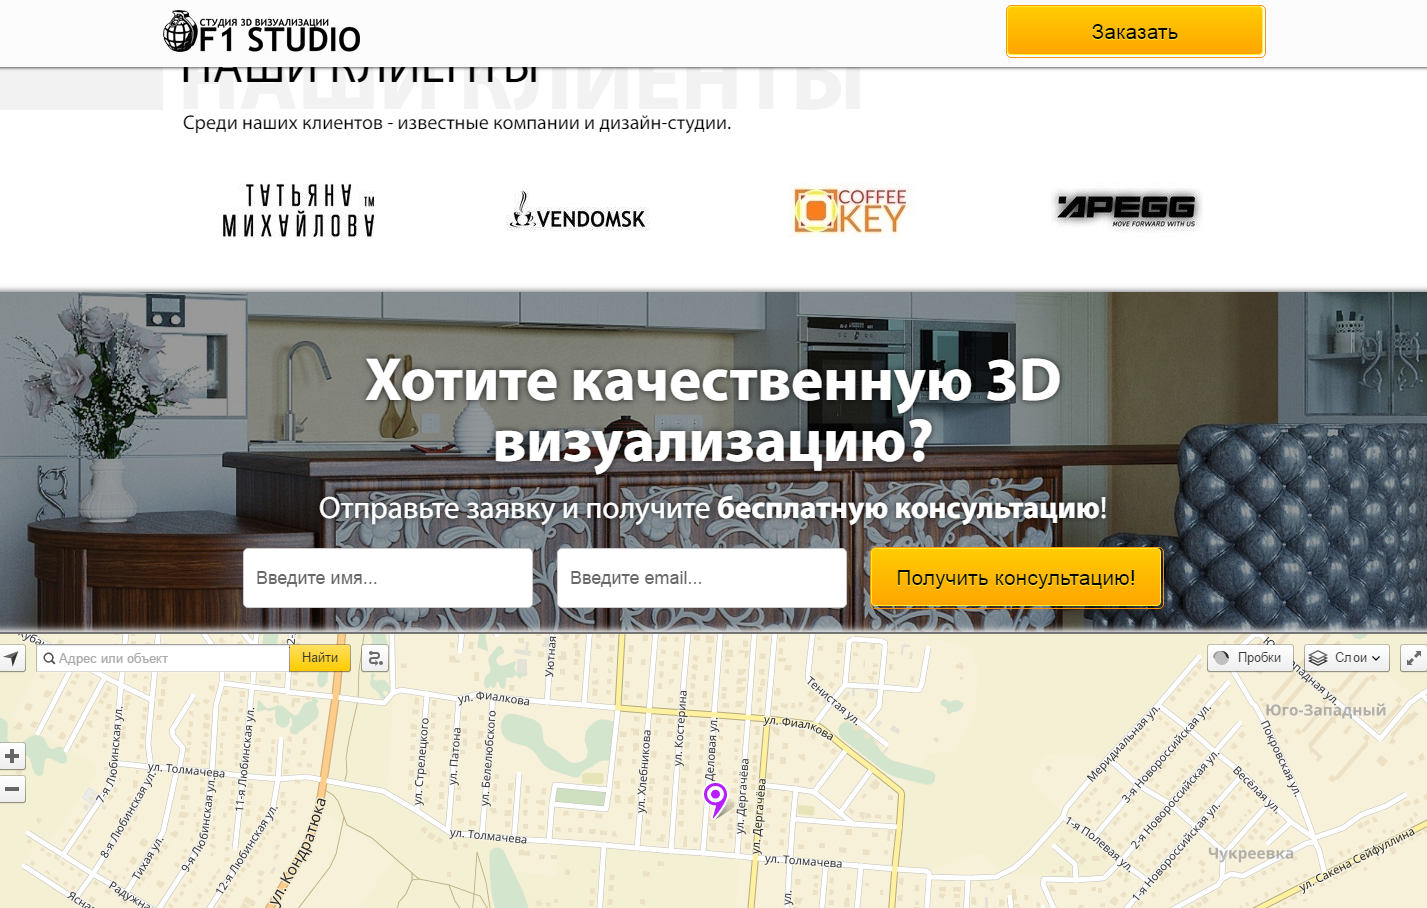 СТУДИЯ 3D ВИЗУАЛИЗАЦИИ
F1 STUDIO
Заказать
НАШИ КЛИЕНТЫ
НАШИ КЛИЕНТЫ
Среди наших клиентов - известные компании и дизайн-студии.
ТАТЬЯНА
МИХАЙЛОВА
TM
VENDOMSK
COFFEE
KEY
APEGG
MOVE FORWARD WITH US
Хотите качественную 3D
визуализацию?
Отправьте заявку и получите бесплатную консультацию!
Введите имя...
Введите email...
Получить консультацию!
Адрес или объект
Найти
Пробки
Слои
Уютная
ул. Фиалкова
Тенистая ул.
ул. Фиалкова
Юго-Западный
7-я Любинская ул.
ул. Толмачева
11-я Любинская ул.
ул. Стрелецкого
ул. Патона
ул. Белелюбского
ул. Хлебникова
ул. Костерина
Деловая ул.
ул. Дергачёва
ул. Дергачёва
Меридиальная ул.
3-я Новороссийская ул.
Покровская ул.
Весёлая ул.
8-я Любинская ул.
Тихая ул.
9-я Любинская ул.
12-я Любинская ул.
ул. Кондратюка
ул. Толмачева
ул. Толмачева
1-я Полевая ул.
2-я Новороссийская ул.
1-я Новороссийская ул.
Чукреевка
ул. Сакена Сейфуллина
Радужная